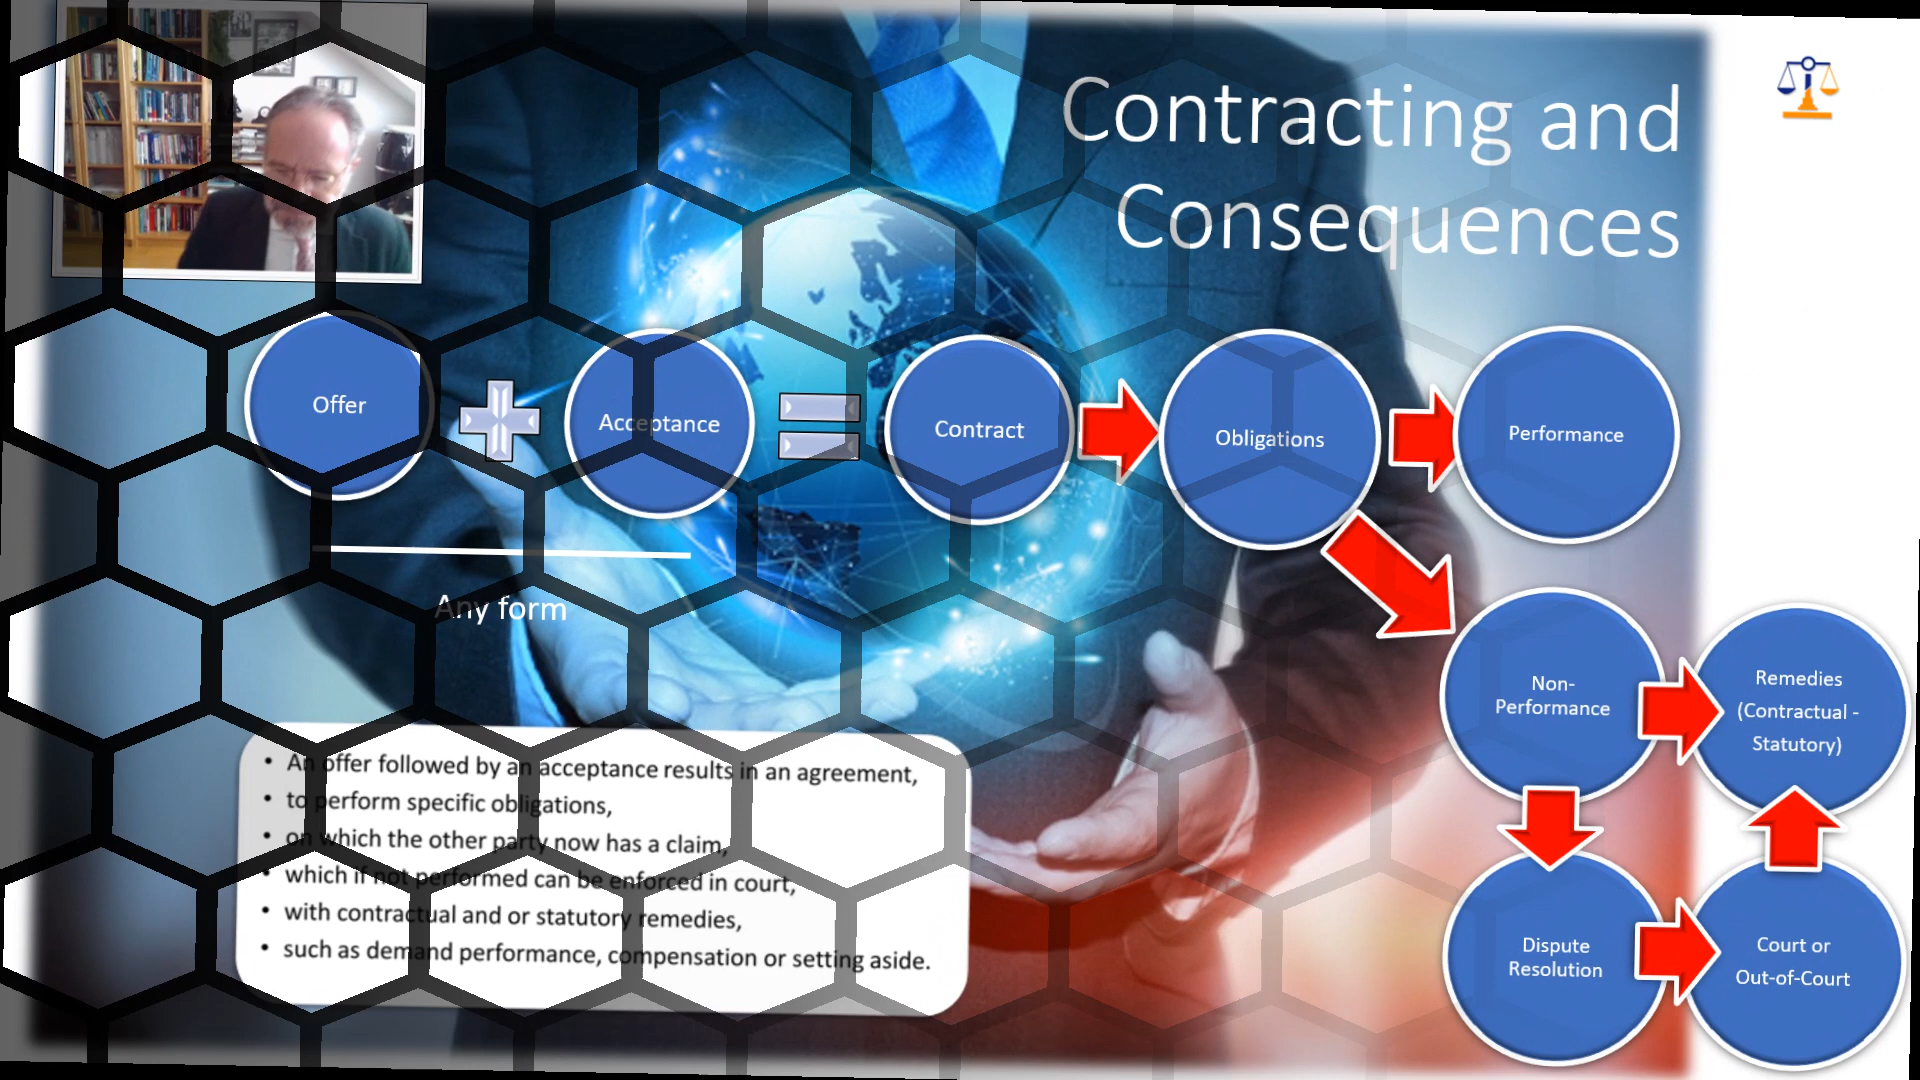 Contracting and
Consequences
Offer
Acceptance
Contract
Obligations
Performance
Any form
Non-
Performance
Remedies
(Contractual -
Statutory)
• An offer followed by an acceptance results in an agreement,
• to perform specific obligations,
• on which the other party now has a claim,
• which if not performed can be enforced in court,
• with contractual and or statutory remedies,
• such as demand performance, compensation or setting aside.
Dispute
Resolution
Court or
Out-of-Court